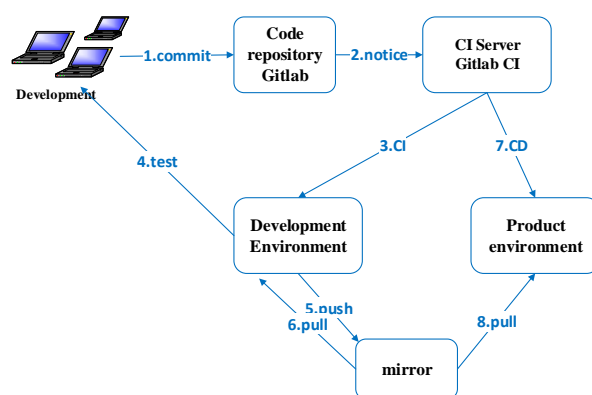 Code
repository
Gitlab
CI Server
Gitlab CI
1.commit
2.notice
Development
3.CI
7.CD
4.test
Development
Environment
Product
environment
5.push
6.pull
8.pull
mirror